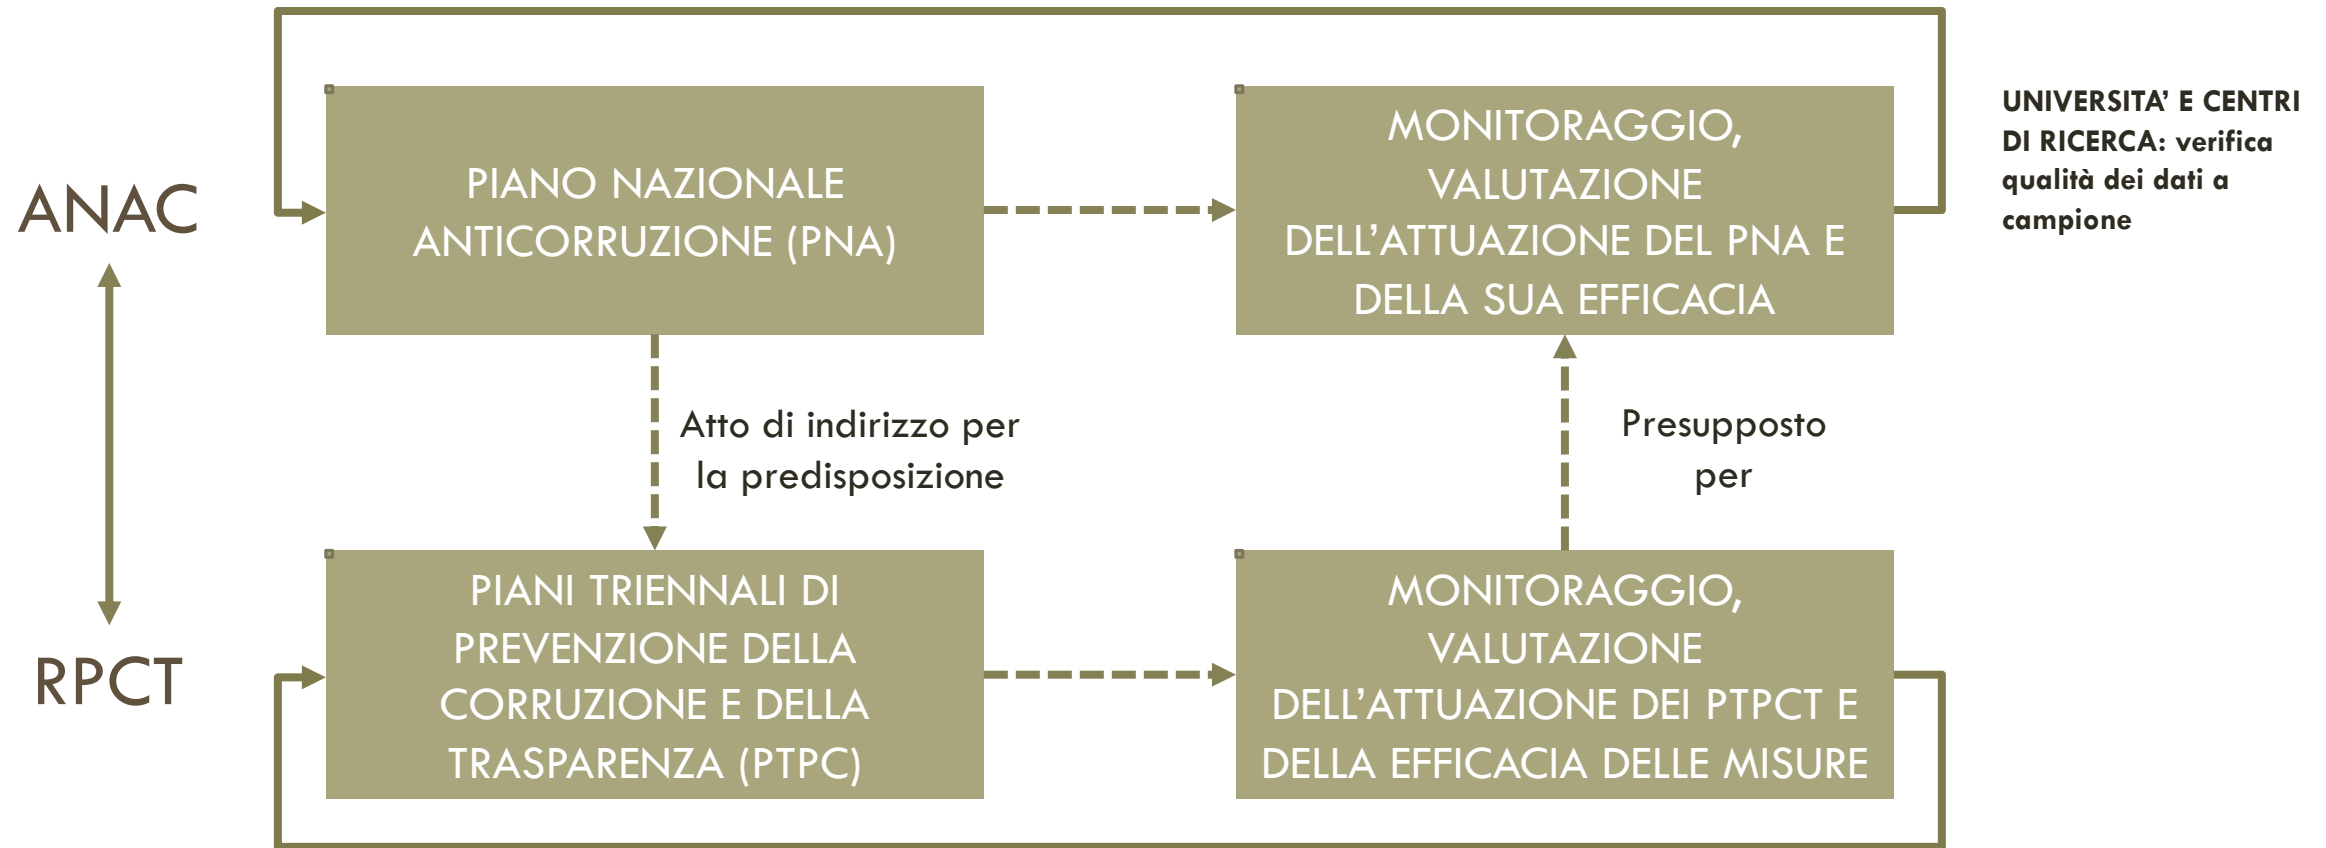 ANAC
PIANO NAZIONALE
ANTICORRUZIONE (PNA)
MONITORAGGIO,
VALUTAZIONE
DELL’ATTUAZIONE DEL PNA E
DELLA SUA EFFICACIA
UNIVERSITA’ E CENTRI
DI RICERCA: verifica
qualità dei dati a
campione
Atto di indirizzo per
la predisposizione
Presupposto
per
RPCT
PIANI TRIENNALI DI
PREVENZIONE DELLA
CORRUZIONE E DELLA
TRASPARENZA (PTPC)
MONITORAGGIO,
VALUTAZIONE
DELL’ATTUAZIONE DEI PTPCT E
DELLA EFFICACIA DELLE MISURE